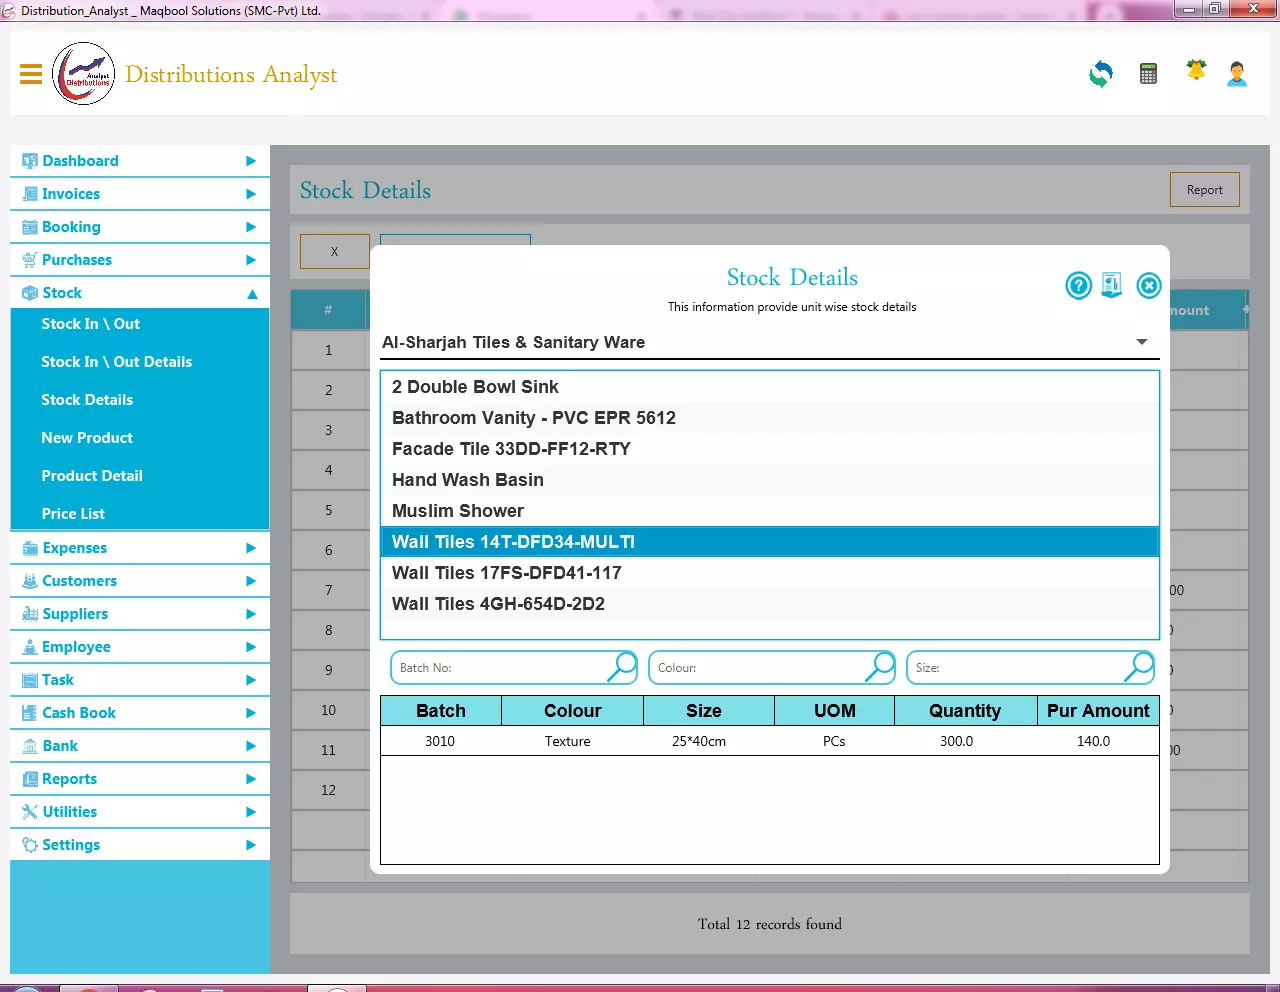 Distribution_Analyst _ Maqbool Solutions (SMC-Pvt) Ltd.
Analyst
Distributions
Distributions Analyst
Dashboard
Invoices
Booking
Purchases
Stock
Stock In \ Out
Stock In \ Out Details
Stock Details
New Product
Product Detail
Price List
Expenses
Customers
Suppliers
Employee
Task
Cash Book
Bank
Reports
Utilities
Settings
Stock Details
Report
X
#
mount
1
2
3
4
5
6
7
8
9
10
11
12
00
00
Stock Details
This information provide unit wise stock details
Al-Sharjah Tiles & Sanitary Ware
2 Double Bowl Sink
Bathroom Vanity - PVC EPR 5612
Facade Tile 33DD-FF12-RTY
Hand Wash Basin
Muslim Shower
Wall Tiles 14T-DFD34-MULTI
Wall Tiles 17FS-DFD41-117
Wall Tiles 4GH-654D-2D2
Batch No: Colour: Size:
Batch Colour Size UOM Quantity Pur Amount
3010 Texture 25*40cm PCs 300.0 140.0
Total 12 records found